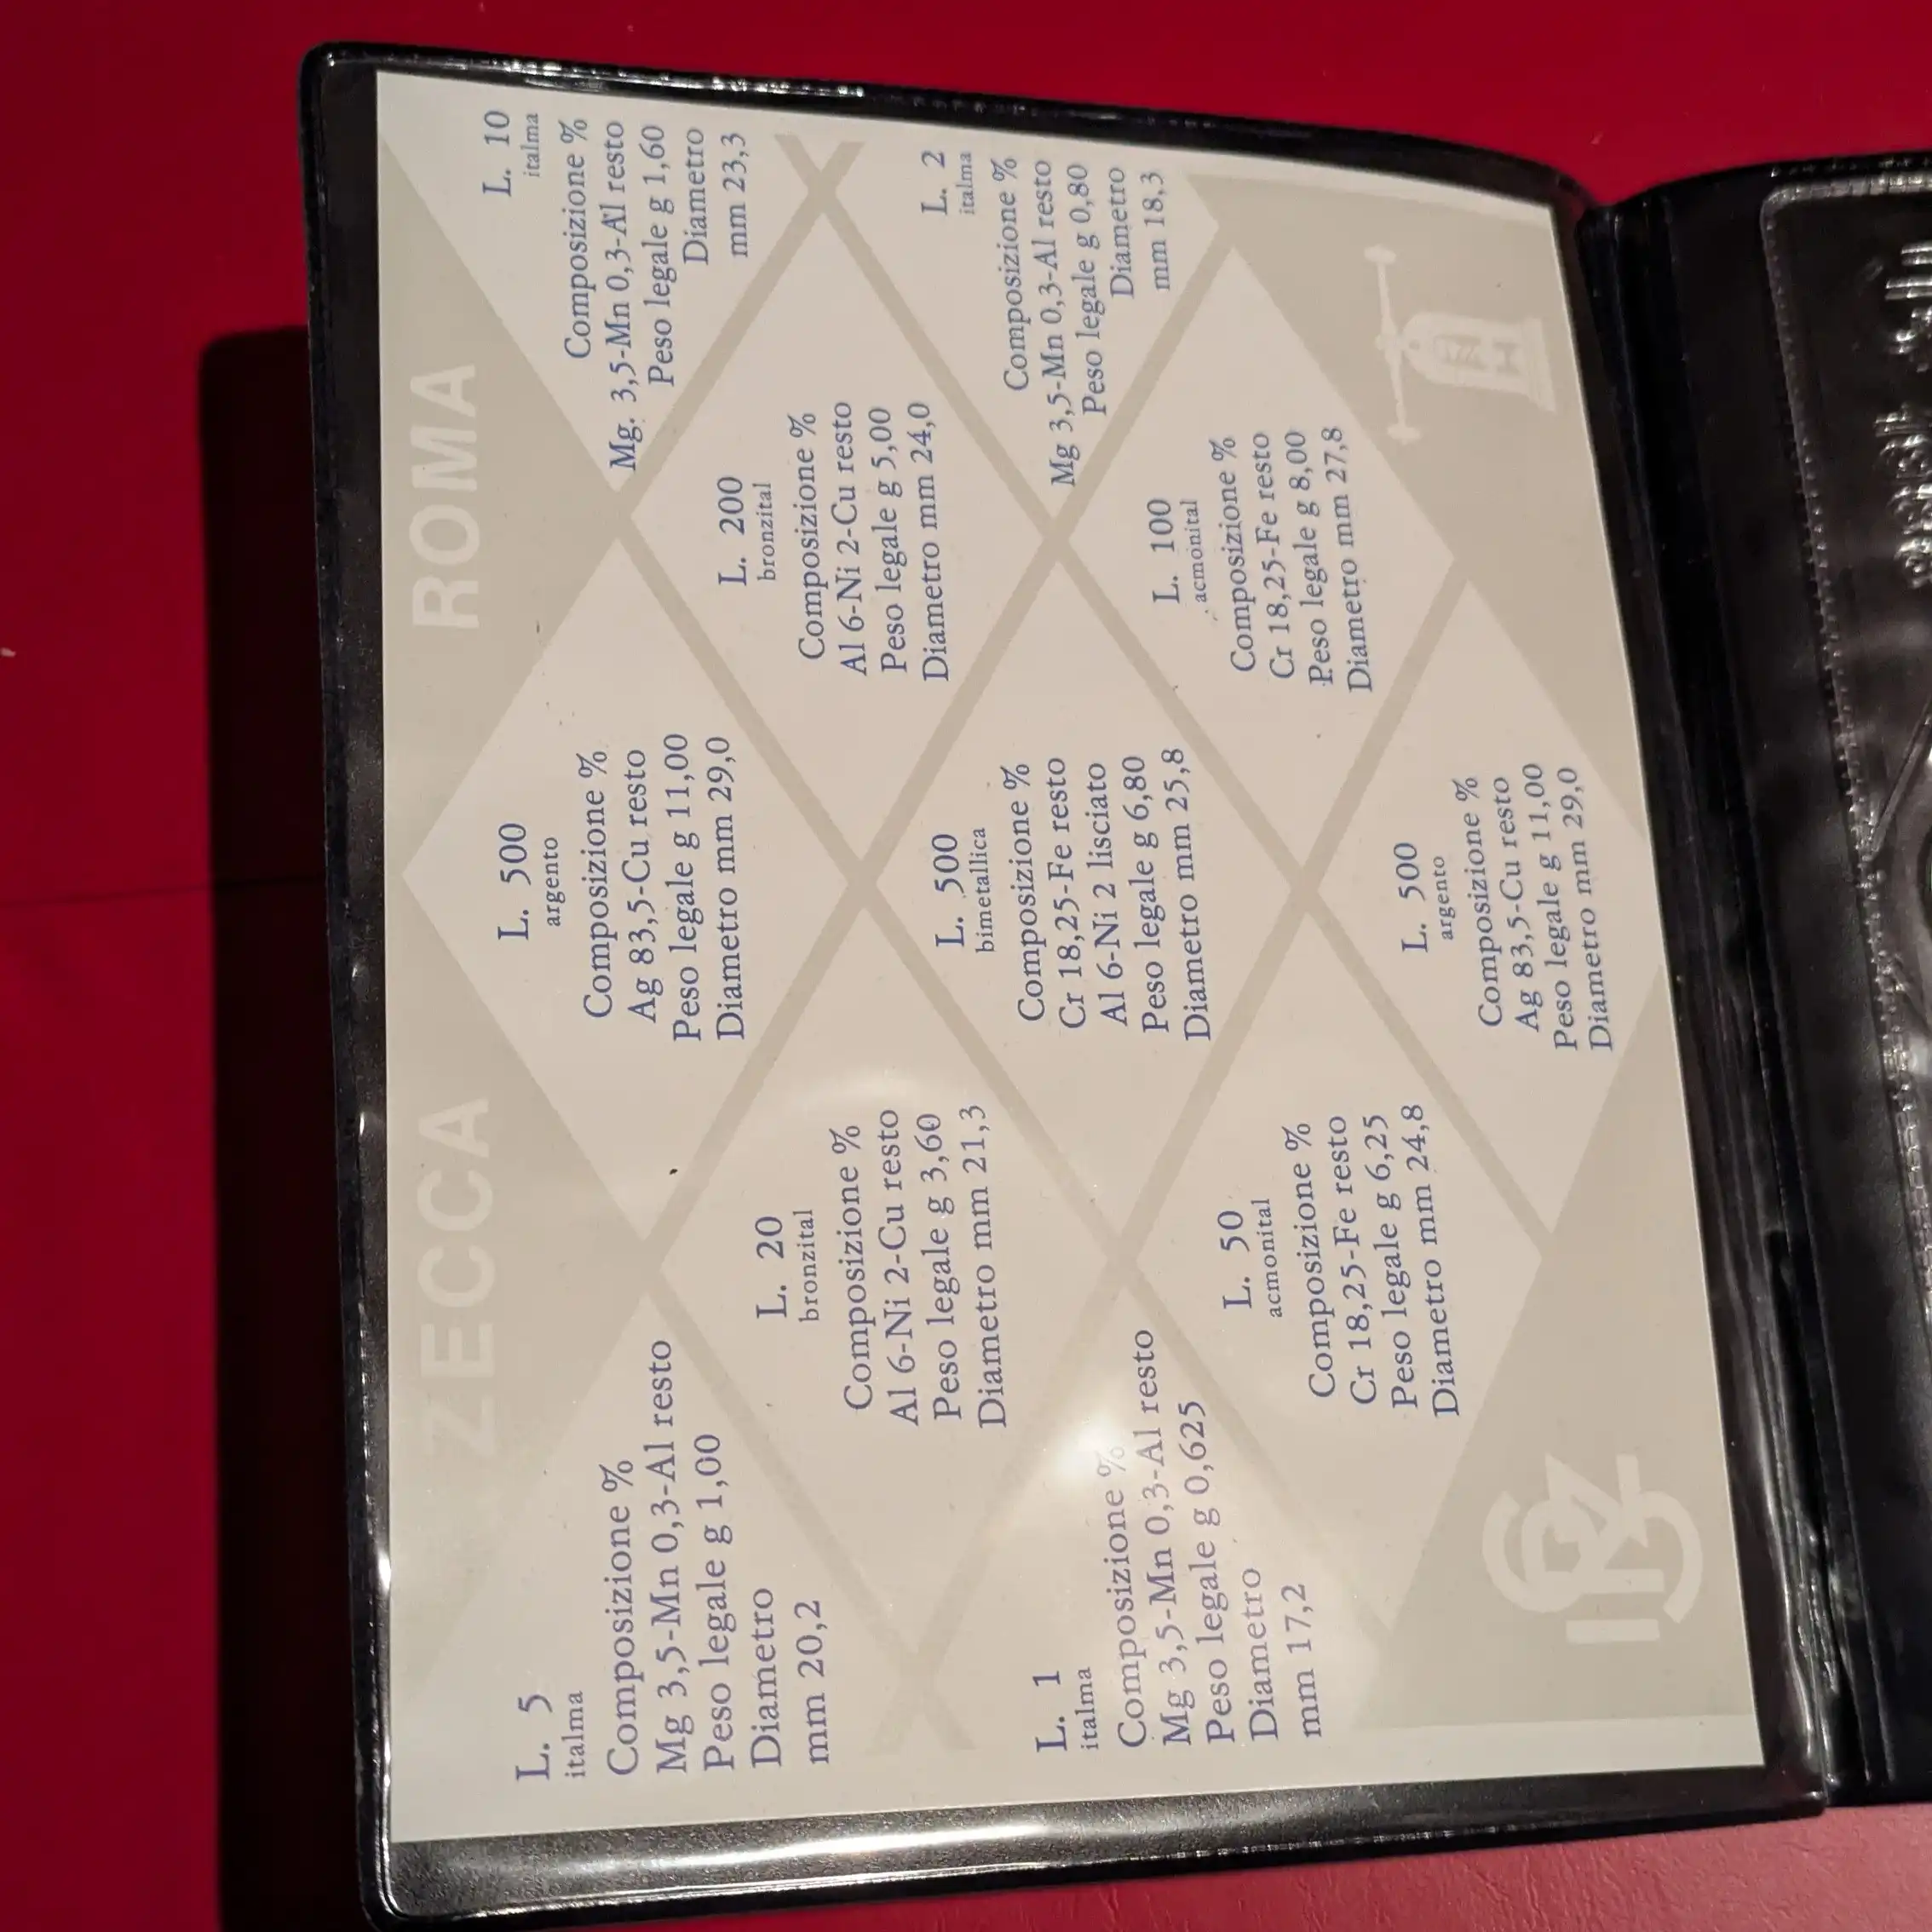 ZECCA ROMA
L. 5
italma
Composizione %
Mg 3,5-Mn 0,3-Al resto
Peso legale g 1,00
Diametro
mm 20,2
L. 500
argento
Composizione %
Ag 83,5-Cu resto
Peso legale g 11,00
Diametro mm 29,0
L. 10
italma
Composizione %
Mg. 3,5-Mn 0,3-Al resto
Peso legale g 1,60
Diametro
mm 23,3
L. 20
bronzital
Composizione %
Al 6-Ni 2-Cu resto
Peso legale g 3,60
Diametro mm 21,3
L. 200
bronzital
Composizione %
Al 6-Ni 2-Cu resto
Peso legale g 5,00
Diametro mm 24,0
L. 1
italma
Composizione %
Mg 3,5-Mn 0,3-Al resto
Peso legale g 0,625
Diametro
mm 17,2
L. 500
bimetallica
Composizione %
Cr 18,25-Fe resto
Al 6-Ni 2 lisciato
Peso legale g 6,80
Diametro mm 25,8
L. 2
italma
Composizione %
Mg 3,5-Mn 0,3-Al resto
Peso legale g 0,80
Diametro
mm 18,3
L. 50
acmonital
Composizione %
Cr 18,25-Fe resto
Peso legale g 6,25
Diametro mm 24,8
L. 100
acmonital
Composizione %
Cr 18,25-Fe resto
Peso legale g 8,00
Diametro mm 27,8
L. 500
argento
Composizione %
Ag 83,5-Cu resto
Peso legale g 11,00
Diametro mm 29,0